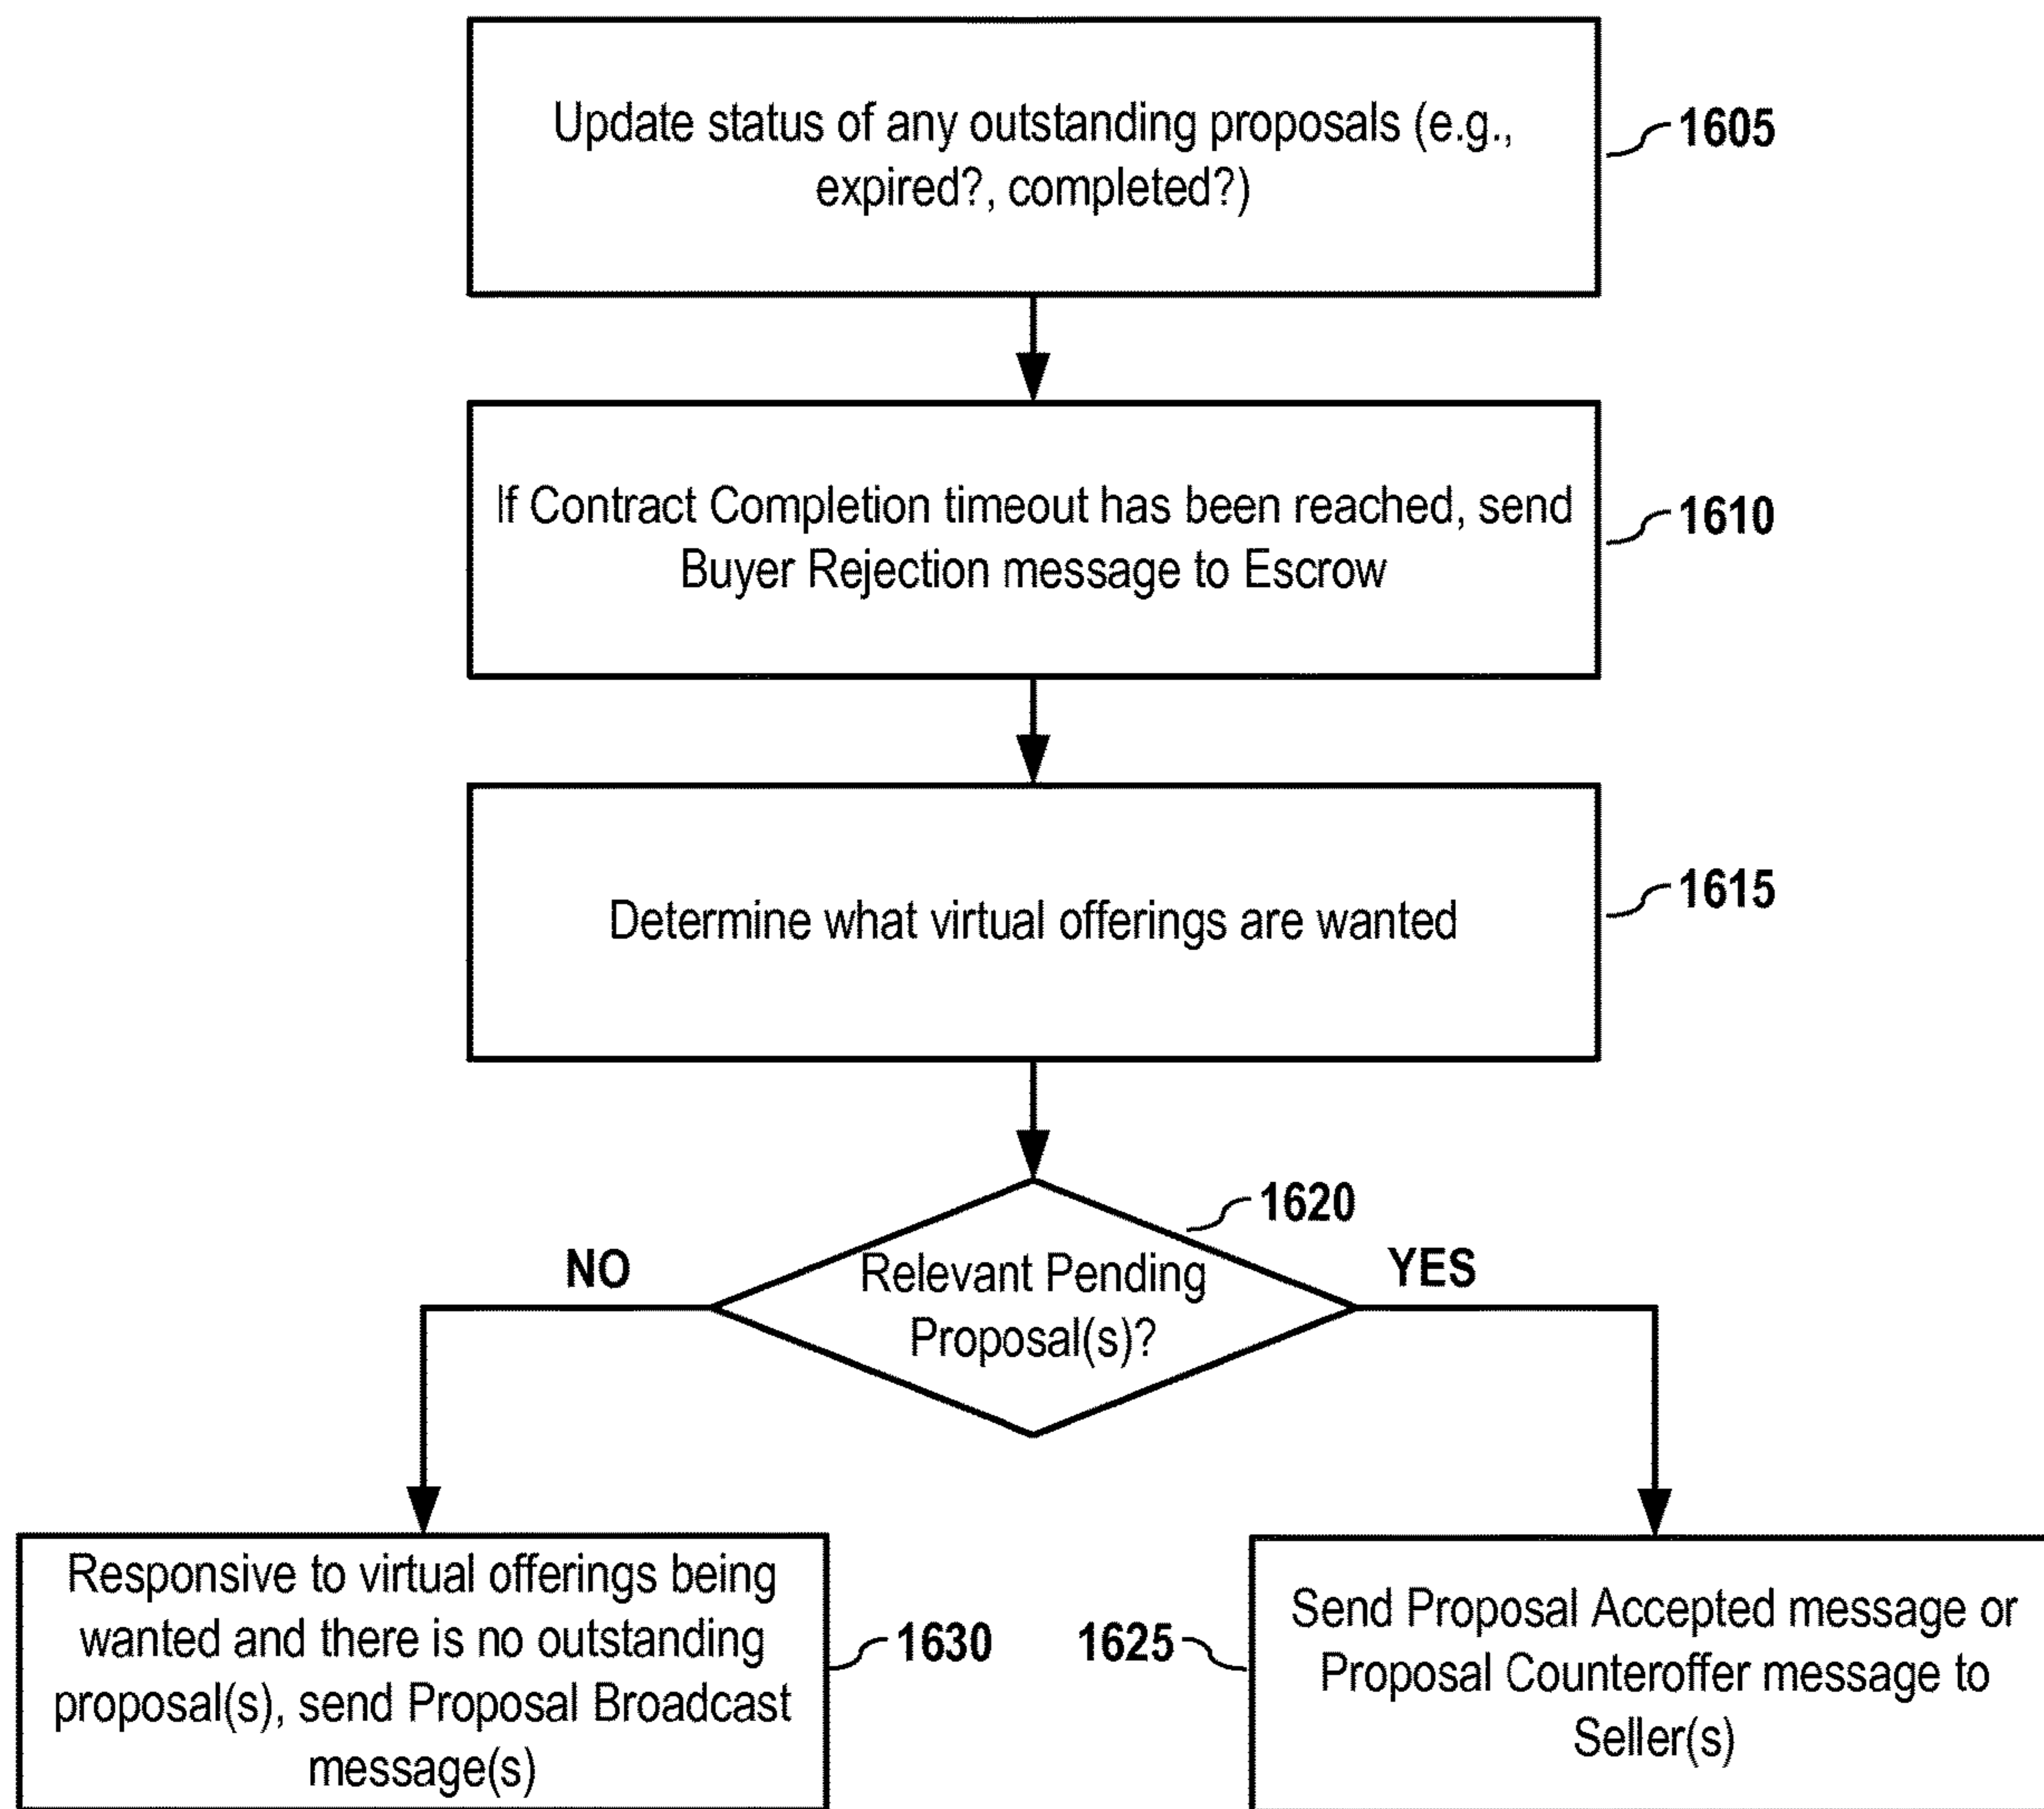 Update status of any outstanding proposals (e.g.,
expired?, completed?)
1605
If Contract Completion timeout has been reached, send
Buyer Rejection message to Escrow
1610
Determine what virtual offerings are wanted
1615
1620
Relevant Pending
Proposal(s)?
NO
YES
Responsive to virtual offerings being
wanted and there is no outstanding
proposal(s), send Proposal Broadcast
message(s)
1630
1625
Send Proposal Accepted message or
Proposal Counteroffer message to
Seller(s)